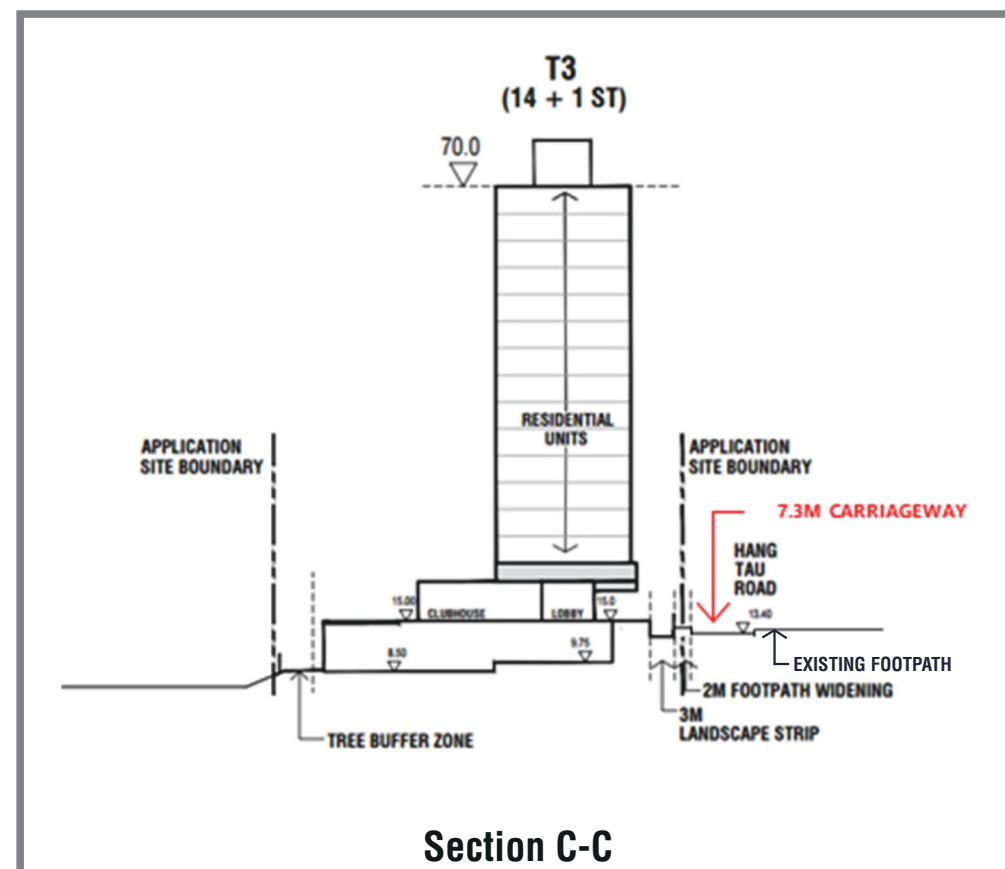 T3
(14 + 1 ST)
70.0
RESIDENTIAL
UNITS
APPLICATION
SITE BOUNDARY
APPLICATION
SITE BOUNDARY
7.3M CARRIAGEWAY
HANG
TAU
ROAD
15.00
CLUBHOUSE
LOBBY
15.0
13.40
8.50
9.75
EXISTING FOOTPATH
2M FOOTPATH WIDENING
3M
LANDSCAPE STRIP
TREE BUFFER ZONE
Section C-C